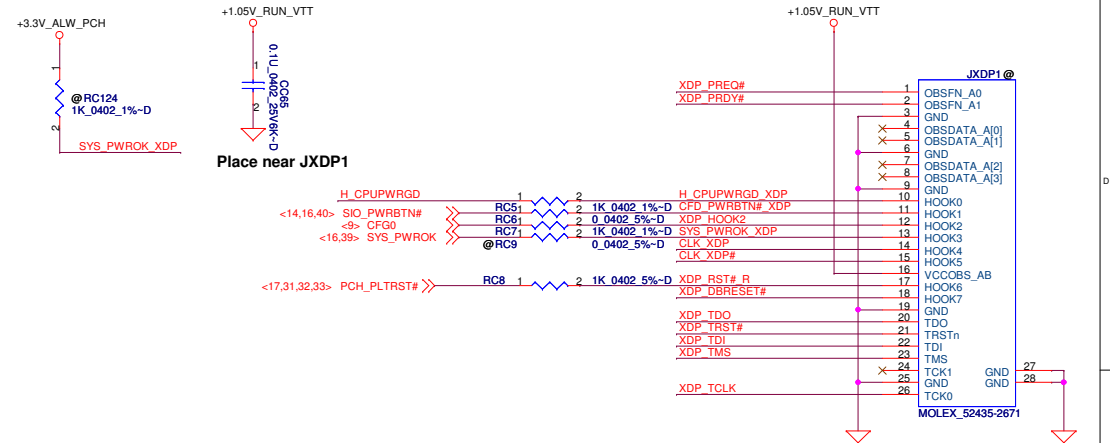 +3.3V_ALW_PCH
1
@RC124
1K_0402_1%~D
2
SYS_PWROK_XDP
+1.05V_RUN_VTT
1
2
0.1U_0402_25V6K~D
CC65
Place near JXDP1
+1.05V_RUN_VTT
JXDP1 @
XDP_PREQ# 1 OBSFN_A0
XDP_PRDY# 2 OBSFN_A1
3 GND
4 OBSDATA_A[0]
5 OBSDATA_A[1]
6 GND
7 OBSDATA_A[2]
8 OBSDATA_A[3]
9 GND
H_CPUPWRGD 1 2 H_CPUPWRGD_XDP 10 HOOK0
<14,16,40> SIO_PWRBTN# RC5 1 2 1K_0402_1%~D CFD_PWRBTN#_XDP 11 HOOK1
<9> CFG0 RC6 1 2 0_0402_5%~D XDP_HOOK2 12 HOOK2
<16,39> SYS_PWROK RC7 1 2 1K_0402_1%~D SYS_PWROK_XDP 13 HOOK3
@RC9 0_0402_5%~D CLK_XDP 14 HOOK4
CLK_XDP# 15 HOOK5
16 VCCOBS_AB
<17,31,32,33> PCH_PLTRST# RC8 1 2 1K_0402_5%~D XDP_RST#_R 17 HOOK6
XDP_DBRESET# 18 HOOK7
19 GND
XDP_TDO 20 TDO
XDP_TRST# 21 TRSTn
XDP_TDI 22 TDI
XDP_TMS 23 TMS
24 TCK1 GND 27
25 GND GND 28
XDP_TCLK 26 TCK0
MOLEX_52435-2671
D